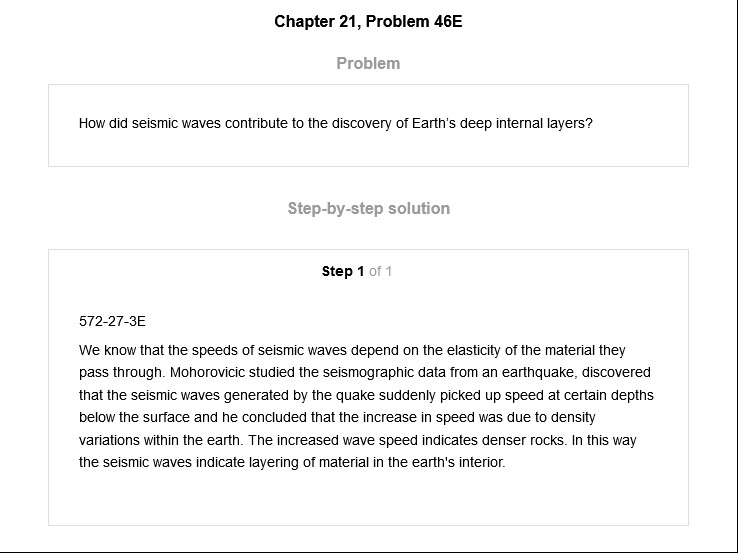 Chapter 21, Problem 46E
Problem
How did seismic waves contribute to the discovery of Earth's deep internal layers?
Step-by-step solution
Step 1 of 1
572-27-3E
We know that the speeds of seismic waves depend on the elasticity of the material they
pass through. Mohorovicic studied the seismographic data from an earthquake, discovered
that the seismic waves generated by the quake suddenly picked up speed at certain depths
below the surface and he concluded that the increase in speed was due to density
variations within the earth. The increased wave speed indicates denser rocks. In this way
the seismic waves indicate layering of material in the earth's interior.